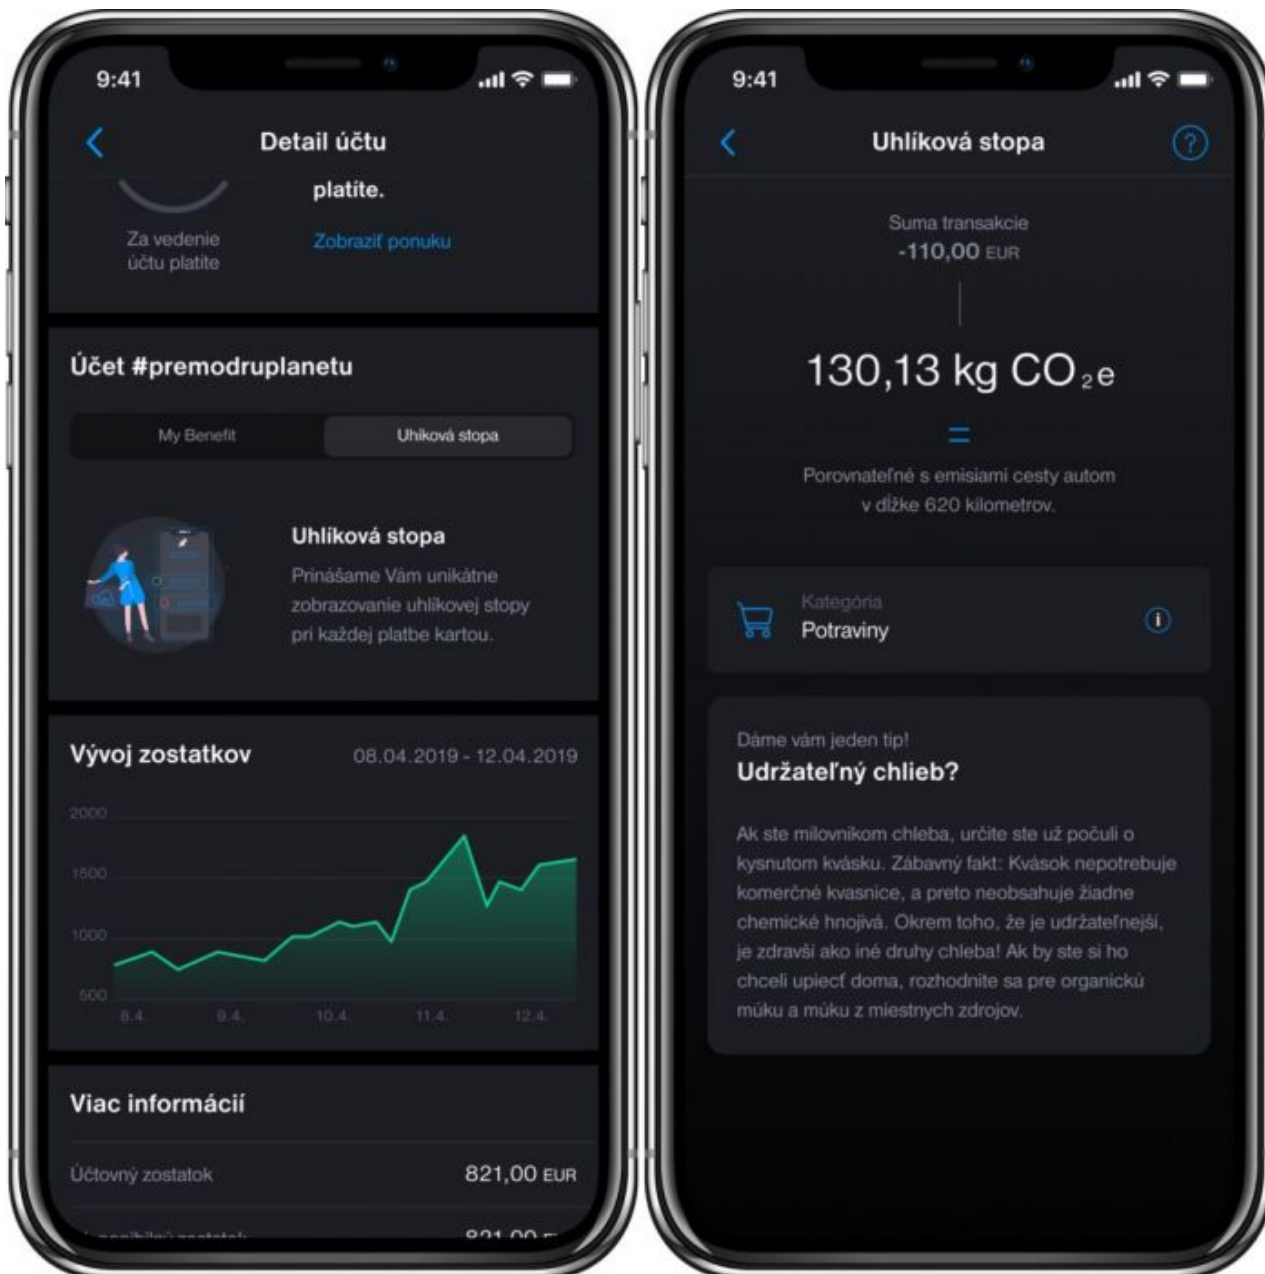 9:41
Detail účtu
platíte.
Za vedenie
účtu platíte
Zobraziť ponuku
Účet #premodruplanetu
My Benefit
Uhlíková stopa
Uhlíková stopa
Prinášame Vám unikátne
zobrazovanie uhlíkovej stopy
pri každej platbe kartou.
Vývoj zostatkov
08.04.2019 - 12.04.2019
2000
1500
1000
500
8.4.
9.4.
10.4.
11.4.
12.4.
Viac informácií
Účtovný zostatok
821,00 EUR
9:41
Uhlíková stopa
Suma transakcie
-110,00 EUR
130,13 kg CO₂e
=
Porovnateľné s emisiami cesty autom
v dĺžke 620 kilometrov.
Kategória
Potraviny
Dáme vám jeden tip!
Udržateľný chlieb?
Ak ste milovníkom chleba, určite ste už počuli o
kysnutom kvásku. Zábavný fakt: Kvások nepotrebuje
komerčné kvasnice, a preto neobsahuje žiadne
chemické hnojivá. Okrem toho, že je udržateľnejší,
je zdravší ako iné druhy chleba! Ak by ste si ho
chceli upiecť doma, rozhodnite sa pre organickú
múku a múku z miestnych zdrojov.